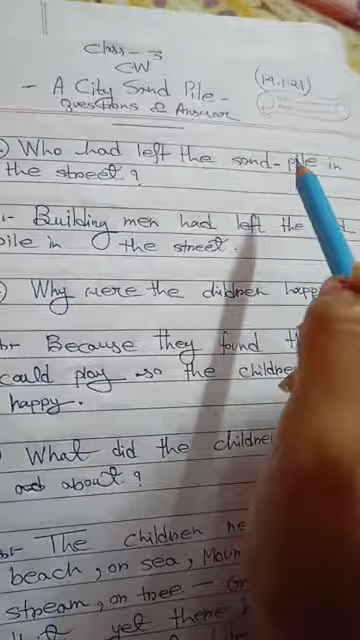 Class - 3
CW
(19.1.21)
- A City Sand Pile -
Questions & Answer
Who had left the sand-pile in
the street?
- Building men had left the
pile in the street.
Why were the children happy
- Because they found
could play so the children
happy.
What did the children
about?
- The children
beach, on sea,
stream, on tree -
yet there